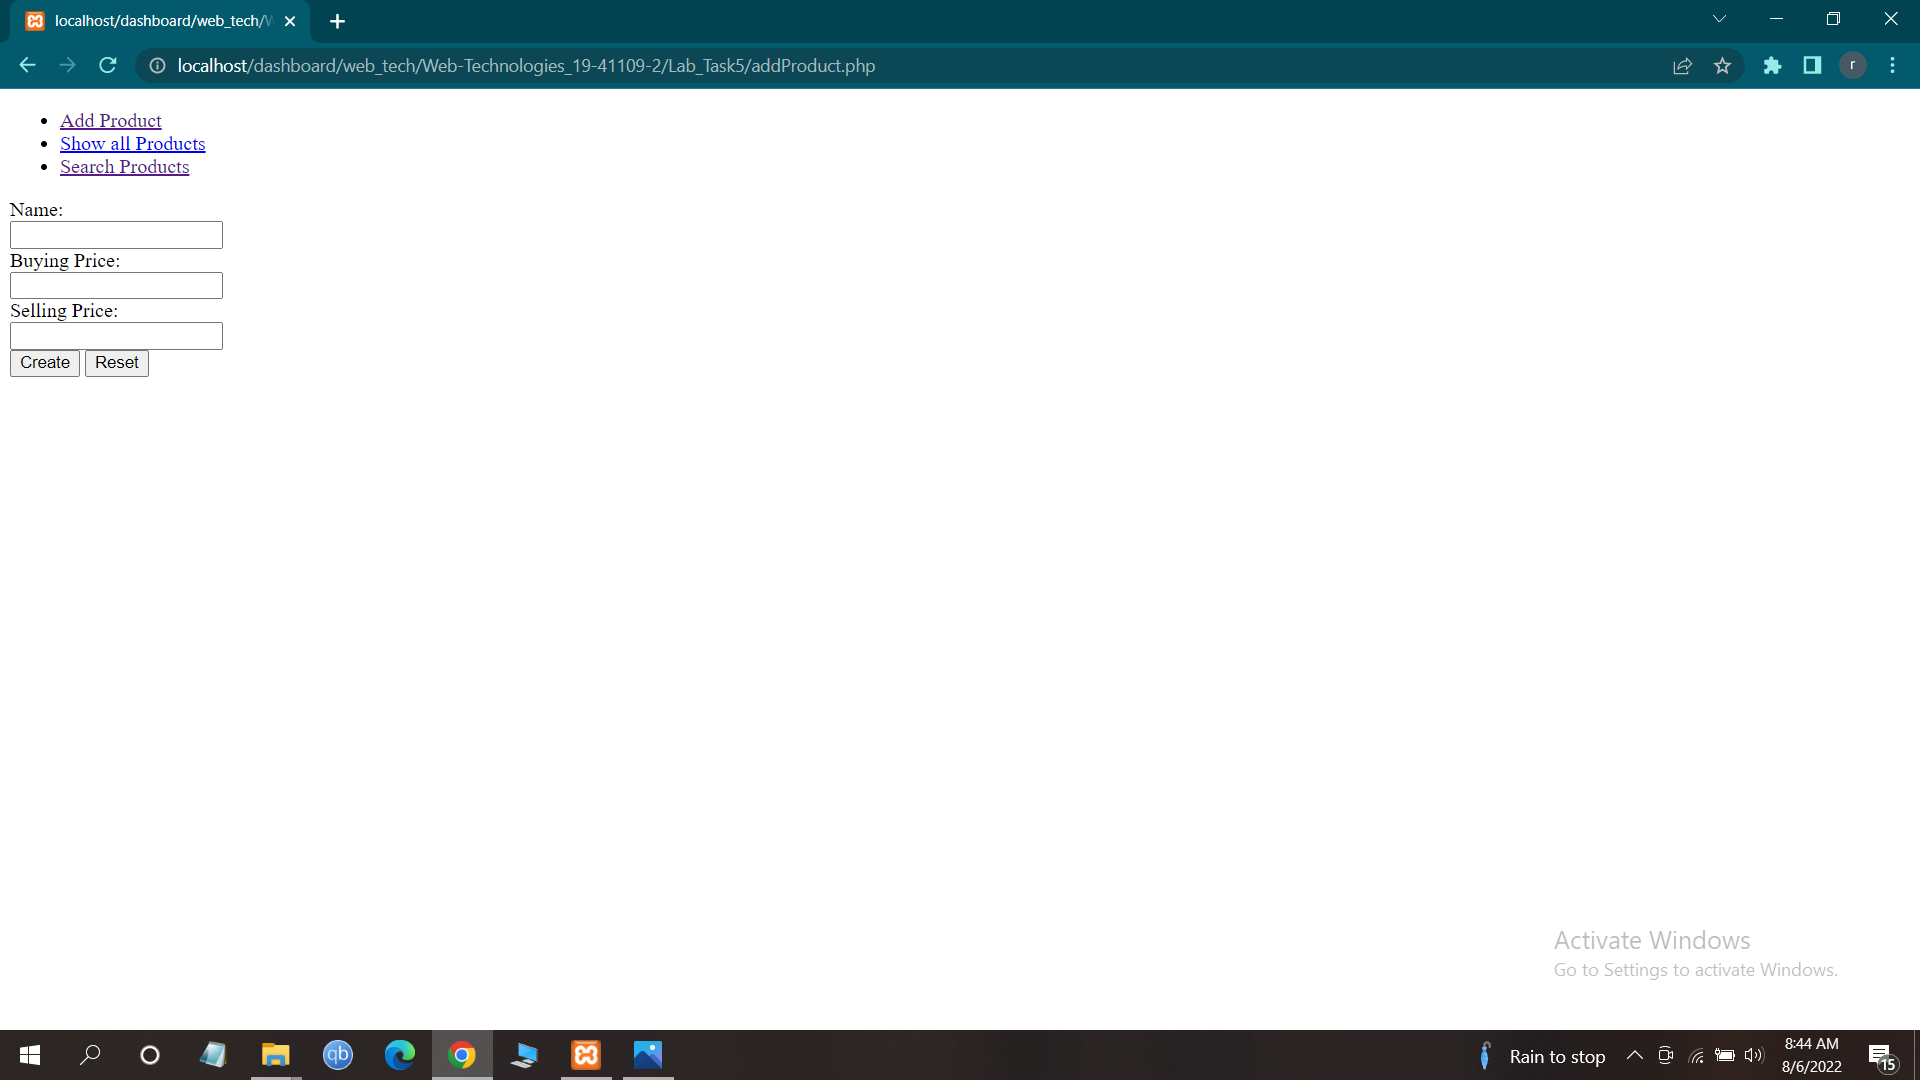 localhost/dashboard/web_tech/
localhost/dashboard/web_tech/Web-Technologies_19-41109-2/Lab_Task5/addProduct.php
r
Add Product
Show all Products
Search Products
Name:
Buying Price:
Selling Price:
Create Reset
Activate Windows
Go to Settings to activate Windows.
qb
Rain to stop
8:44 AM
8/6/2022
15